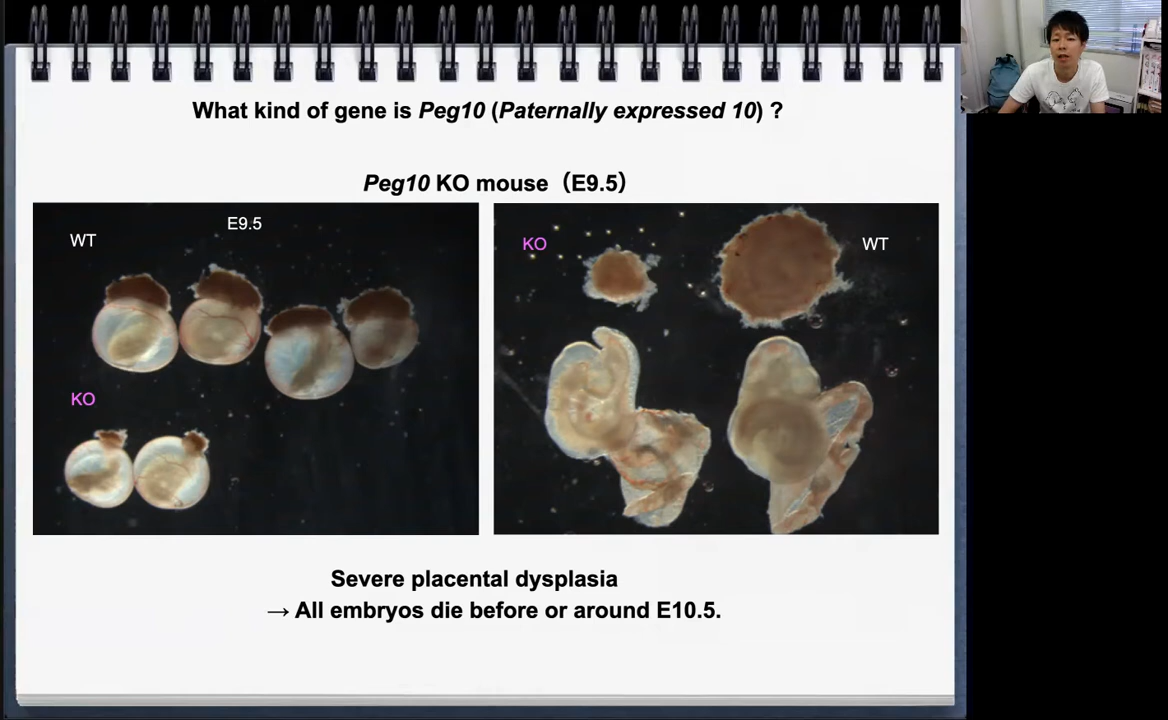 What kind of gene is Peg10 (Paternally expressed 10) ?
Peg10 KO mouse（E9.5）
WT
E9.5
KO
KO
WT
Severe placental dysplasia
→ All embryos die before or around E10.5.